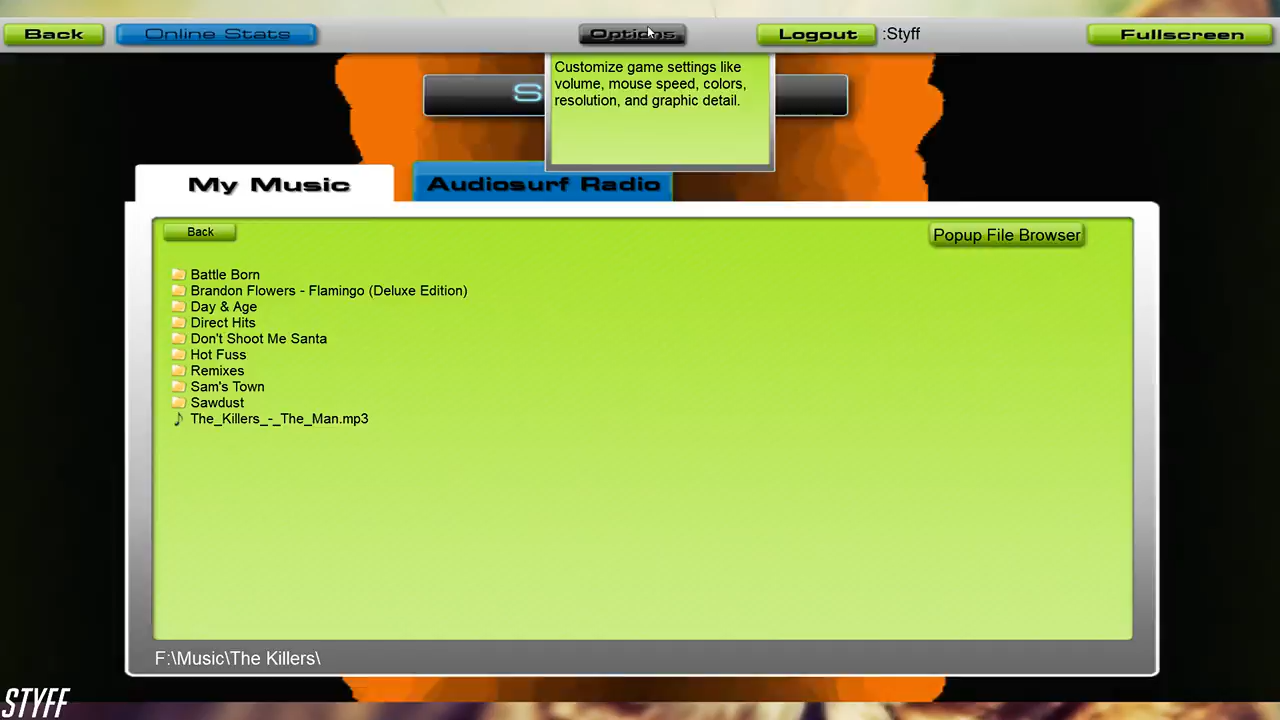 Back
Online Stats
Options
Logout :Styff
Fullscreen
Customize game settings like
volume, mouse speed, colors,
resolution, and graphic detail.
S
My Music
Audiosurf Radio
Back
Popup File Browser
Battle Born
Brandon Flowers - Flamingo (Deluxe Edition)
Day & Age
Direct Hits
Don't Shoot Me Santa
Hot Fuss
Remixes
Sam's Town
Sawdust
The_Killers_-_The_Man.mp3
F:\Music\The Killers\
STYFF